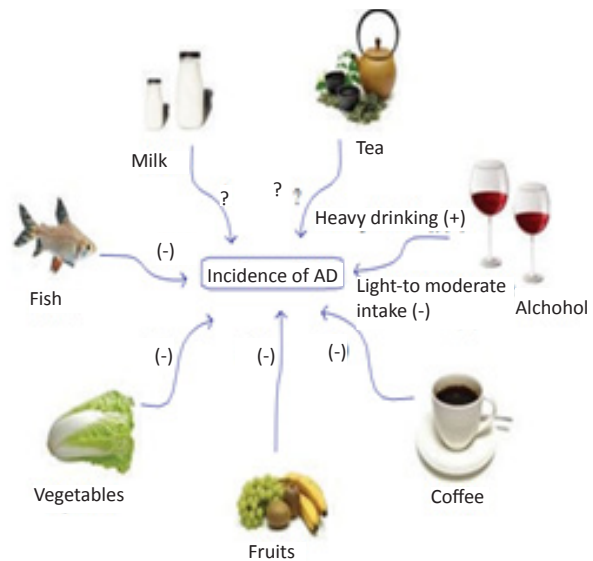 Milk
Tea
?
? ?
Heavy drinking (+)
Fish
(-)
Incidence of AD
Light-to moderate
intake (-)
Alchohol
(-)
(-)
(-)
Vegetables
Coffee
Fruits